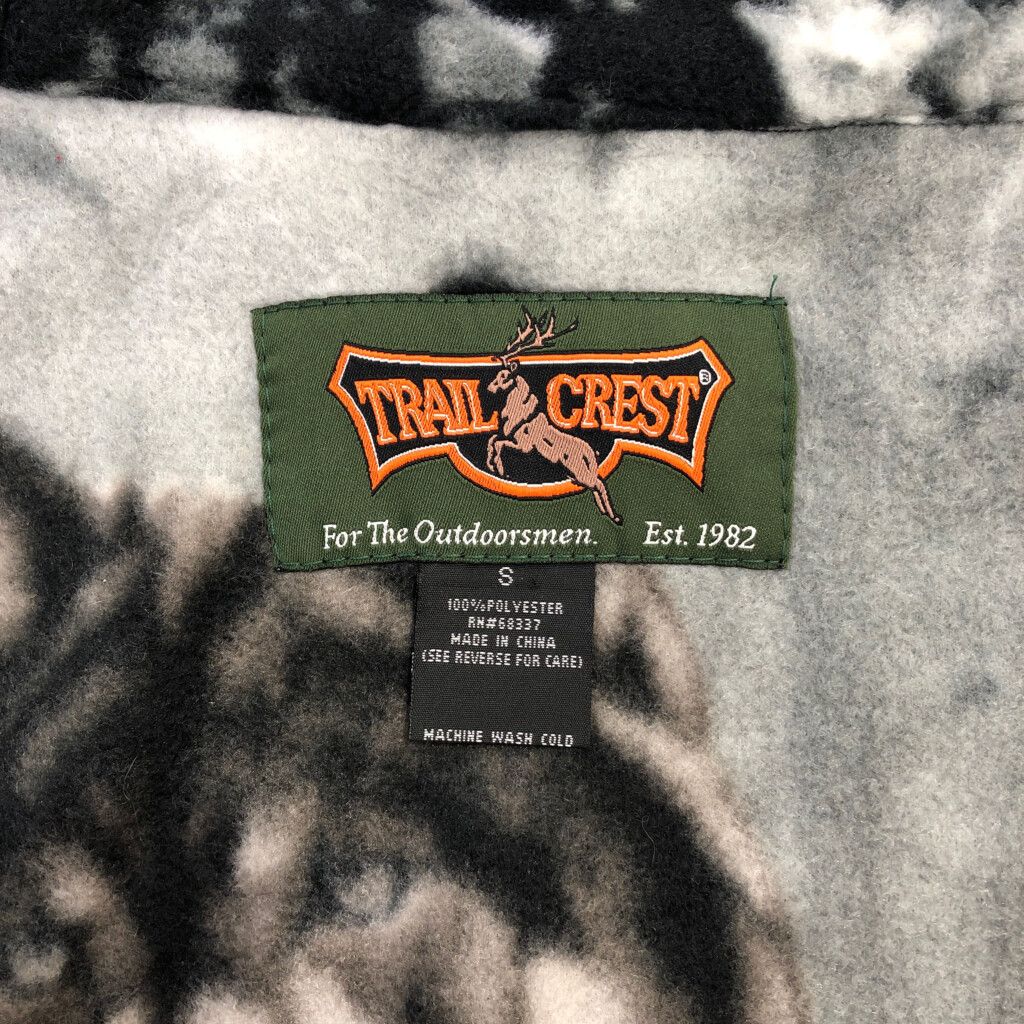 TRAIL CREST®
For The Outdoorsmen. Est. 1982
S
100%POLYESTER
RN#68337
MADE IN CHINA
(SEE REVERSE FOR CARE)
MACHINE WASH COLD